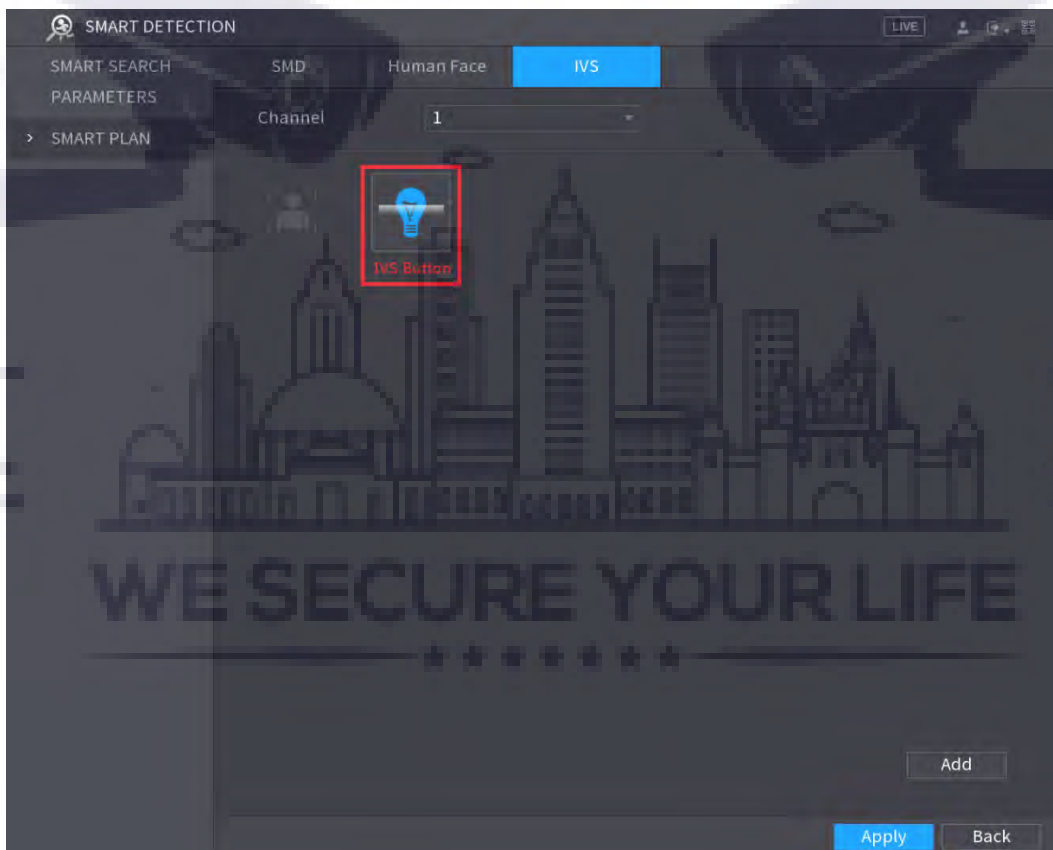 SMART DETECTION
LIVE
SMART SEARCH
PARAMETERS
> SMART PLAN
SMD Human Face IVS
Channel 1
IVS Button
WE SECURE YOUR LIFE
Add
Apply Back